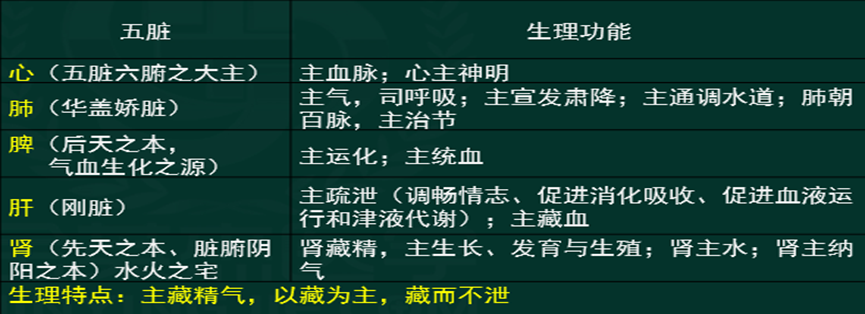 五脏
生理功能
心（五脏六腑之大主）
主血脉；心主神明
肺（华盖娇脏）
主气，司呼吸；主宣发肃降；主通调水道；肺朝
百脉，主治节
脾（后天之本，
气血生化之源）
主运化；主统血
肝（刚脏）
主疏泄（调畅情志、促进消化吸收、促进血液运
行和津液代谢）；主藏血
肾（先天之本、脏腑阴
阳之本）水火之宅
肾藏精，主生长、发育与生殖；肾主水；肾主纳
气
生理特点：主藏精气，以藏为主，藏而不泄